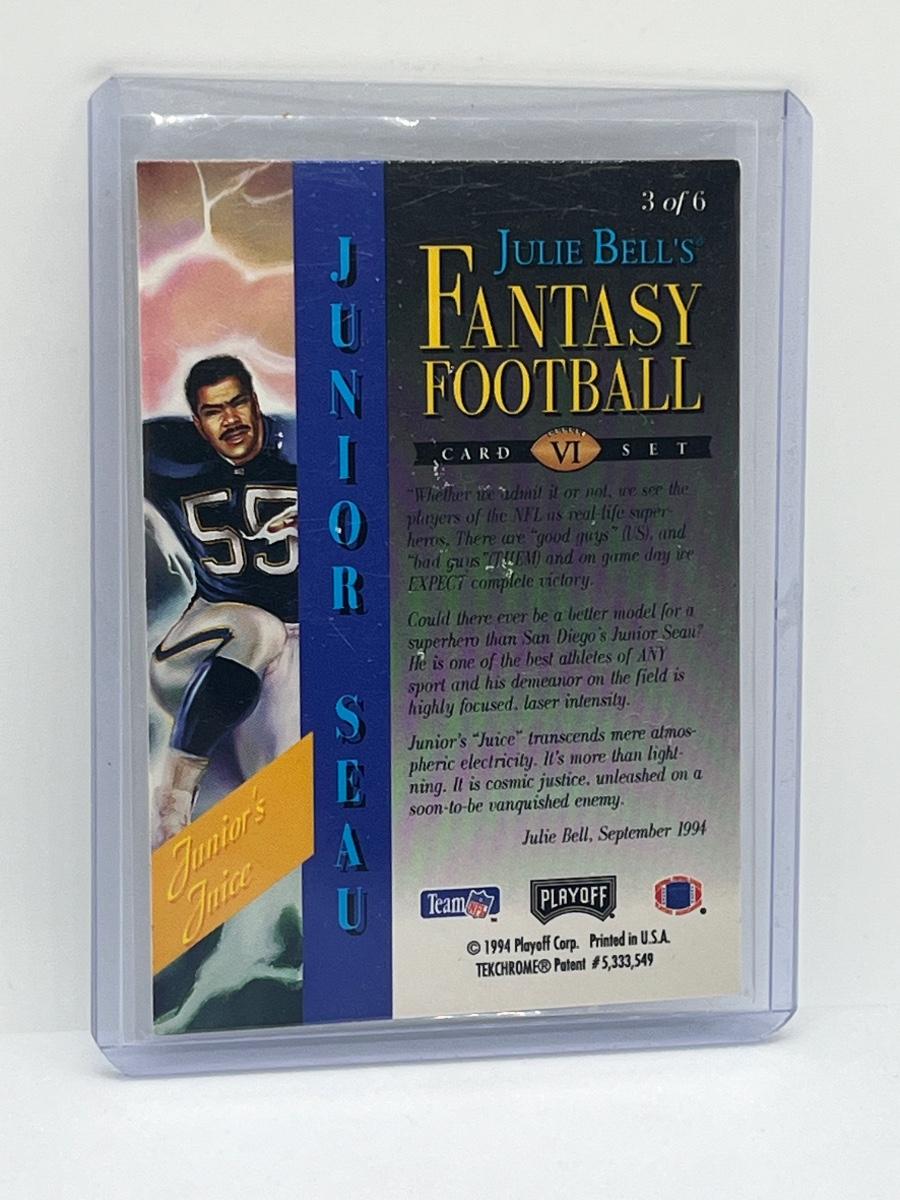 3 of 6
JULIE BELL'S®
FANTASY
FOOTBALL
CARD VI SET
JUNIOR SEAU
55
"Whether we admit it or not, we see the
players of the NFL as real-life super-
heros. There are "good guys" (US), and
"bad guys" (THEM) and on game day we
EXPECT complete victory.
Could there ever be a better model for a
superhero than San Diego's Junior Seau?
He is one of the best athletes of ANY
sport and his demeanor on the field is
highly focused, laser intensity.
Junior's "Juice" transcends mere atmos-
pheric electricity. It's more than light-
ning. It is cosmic justice, unleashed on a
soon-to-be vanquished enemy.
Julie Bell, September 1994
Junior's
Juice
Team NFL™
PLAYOFF
© 1994 Playoff Corp. Printed in U.S.A.
TEKCHROME® Patent #5,333,549